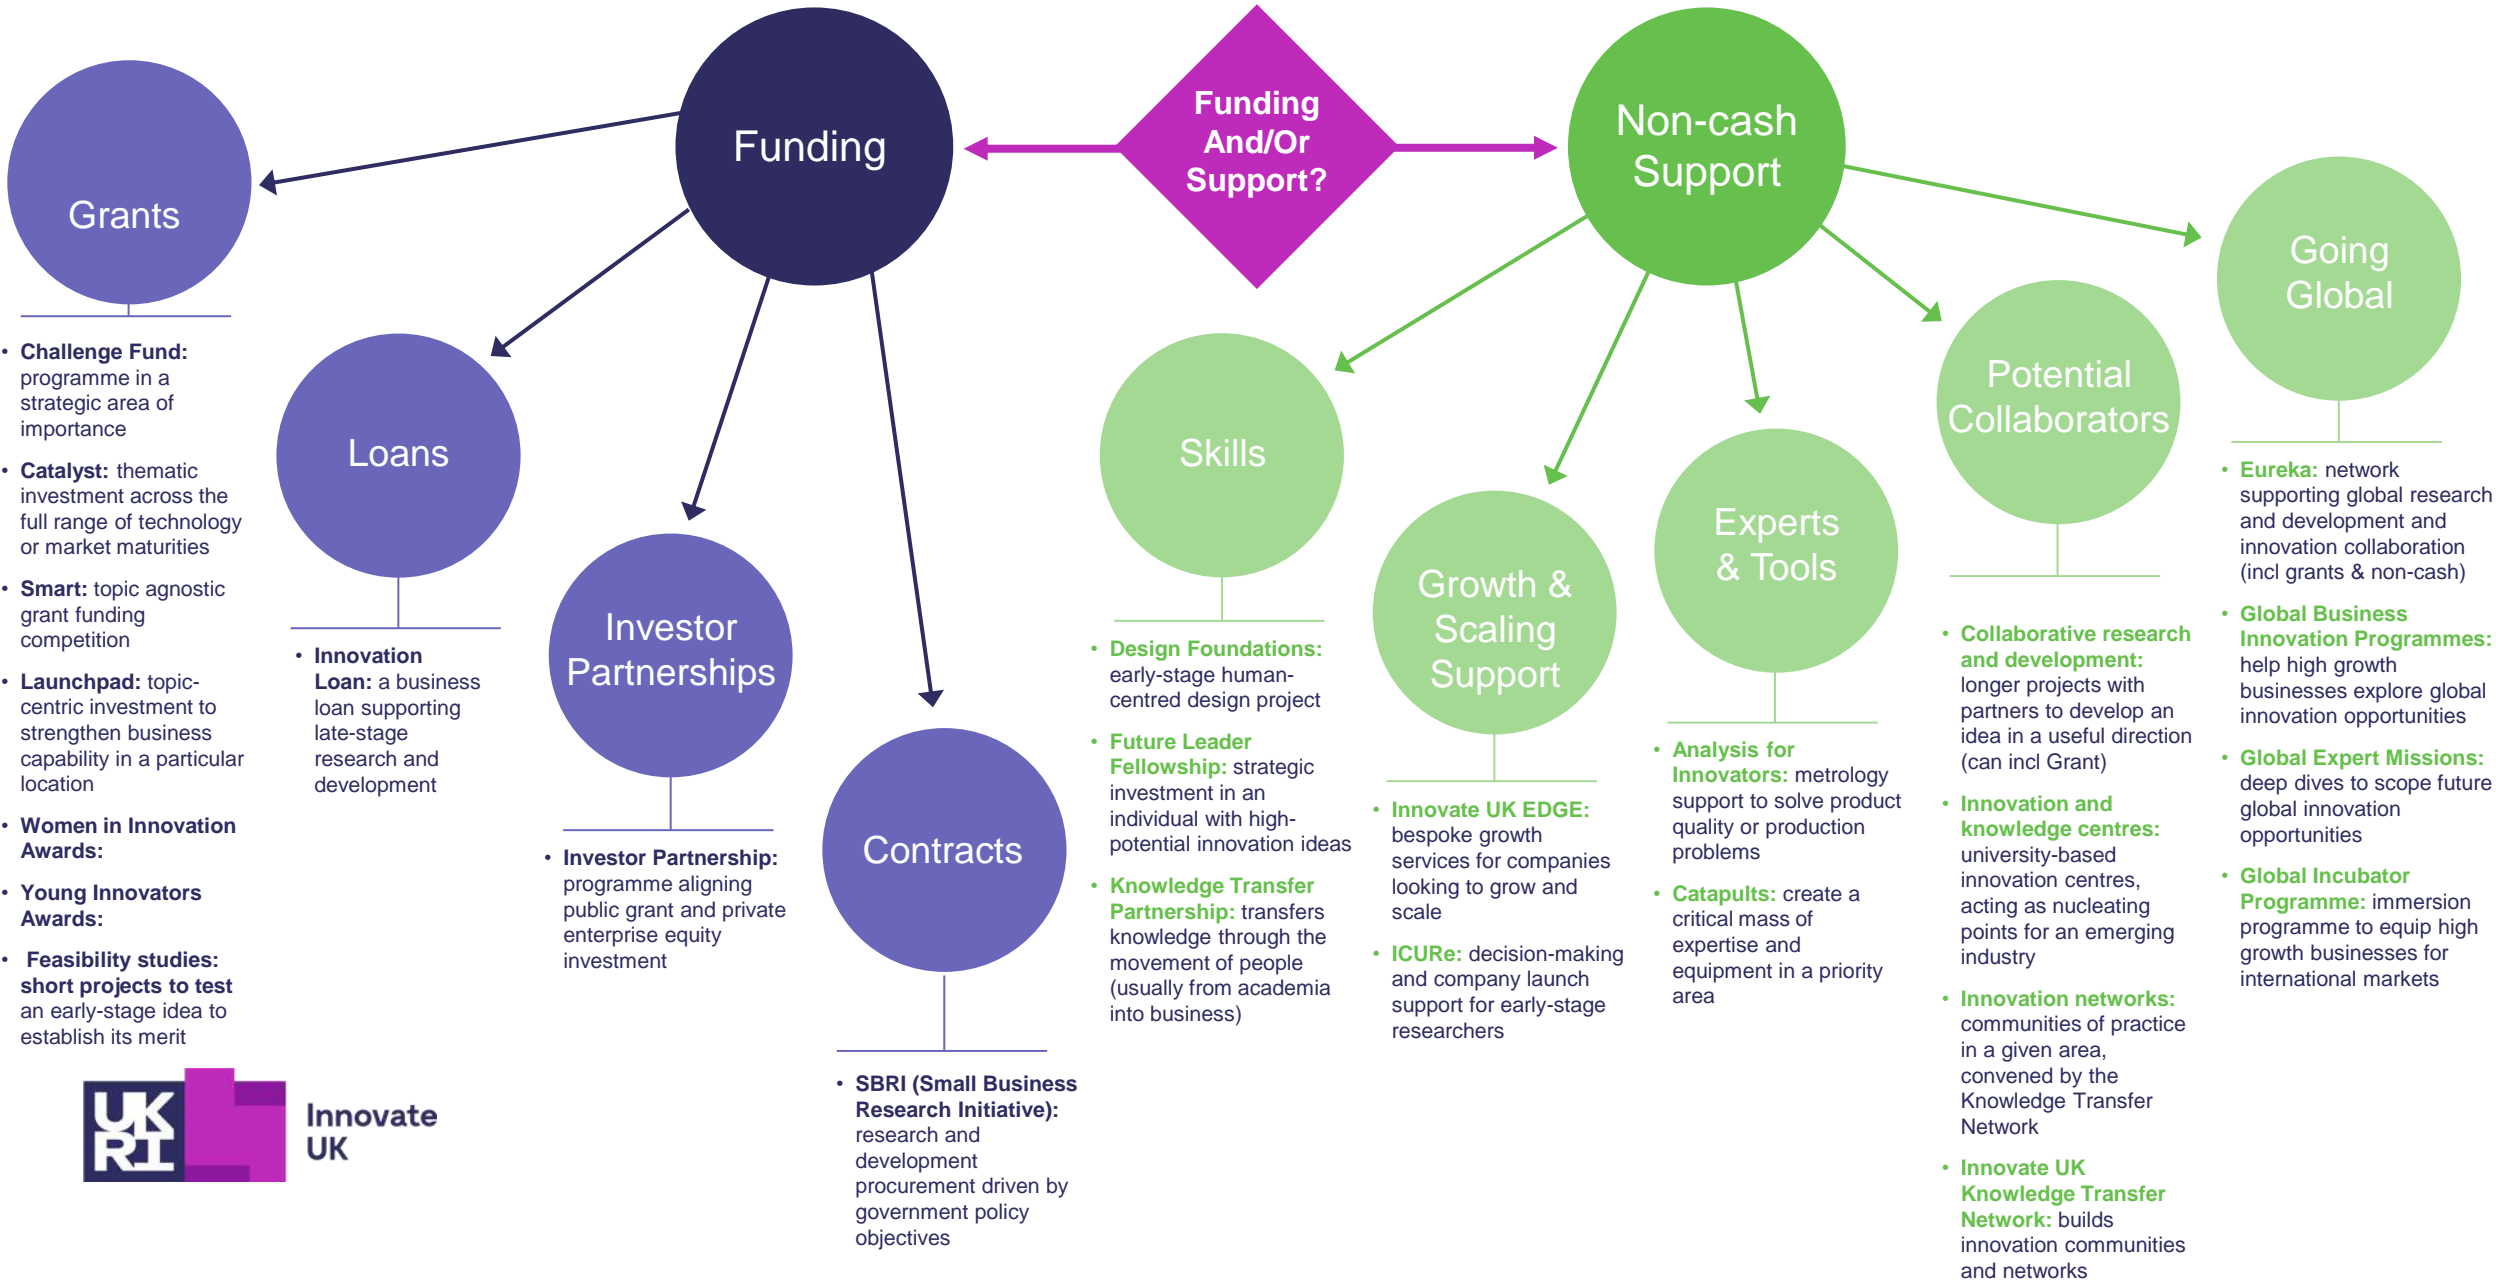 Funding
And/Or
Support?
Funding
Non-cash
Support
Grants
• Challenge Fund:
programme in a
strategic area of
importance
• Catalyst: thematic
investment across the
full range of technology
or market maturities
• Smart: topic agnostic
grant funding
competition
• Launchpad: topic-
centric investment to
strengthen business
capability in a particular
location
• Women in Innovation
Awards:
• Young Innovators
Awards:
• Feasibility studies:
short projects to test
an early-stage idea to
establish its merit
Loans
• Innovation
Loan: a business
loan supporting
late-stage
research and
development
Investor
Partnerships
• Investor Partnership:
programme aligning
public grant and private
enterprise equity
investment
Contracts
• SBRI (Small Business
Research Initiative):
research and
development
procurement driven by
government policy
objectives
Skills
• Design Foundations:
early-stage human-
centred design project
• Future Leader
Fellowship: strategic
investment in an
individual with high-
potential innovation ideas
• Knowledge Transfer
Partnership: transfers
knowledge through the
movement of people
(usually from academia
into business)
Growth &
Scaling
Support
• Innovate UK EDGE:
bespoke growth
services for companies
looking to grow and
scale
• ICURe: decision-making
and company launch
support for early-stage
researchers
Experts
& Tools
• Analysis for
Innovators: metrology
support to solve product
quality or production
problems
• Catapults: create a
critical mass of
expertise and
equipment in a priority
area
Potential
Collaborators
• Collaborative research
and development:
longer projects with
partners to develop an
idea in a useful direction
(can incl Grant)
• Innovation and
knowledge centres:
university-based
innovation centres,
acting as nucleating
points for an emerging
industry
• Innovation networks:
communities of practice
in a given area,
convened by the
Knowledge Transfer
Network
• Innovate UK
Knowledge Transfer
Network: builds
innovation communities
and networks
Going
Global
• Eureka: network
supporting global research
and development and
innovation collaboration
(incl grants & non-cash)
• Global Business
Innovation Programmes:
help high growth
businesses explore global
innovation opportunities
• Global Expert Missions:
deep dives to scope future
global innovation
opportunities
• Global Incubator
Programme: immersion
programme to equip high
growth businesses for
international markets
UK
RI
Innovate
UK